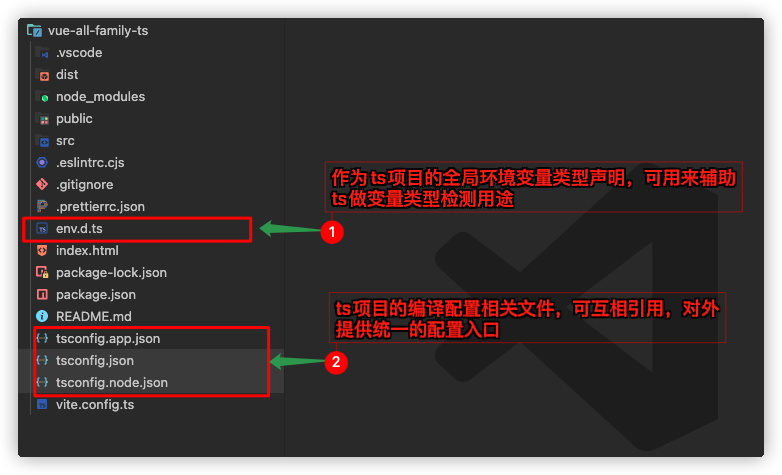 vue-all-family-ts
.vscode
dist
node_modules
public
src
.eslintrc.cjs
.gitignore
.prettierrc.json
env.d.ts
index.html
package-lock.json
package.json
README.md
tsconfig.app.json
tsconfig.json
tsconfig.node.json
vite.config.ts
作为ts项目的全局环境变量类型声明，可用来辅助
ts做变量类型检测用途
1
ts项目的编译配置相关文件，可互相引用，对外
提供统一的配置入口
2